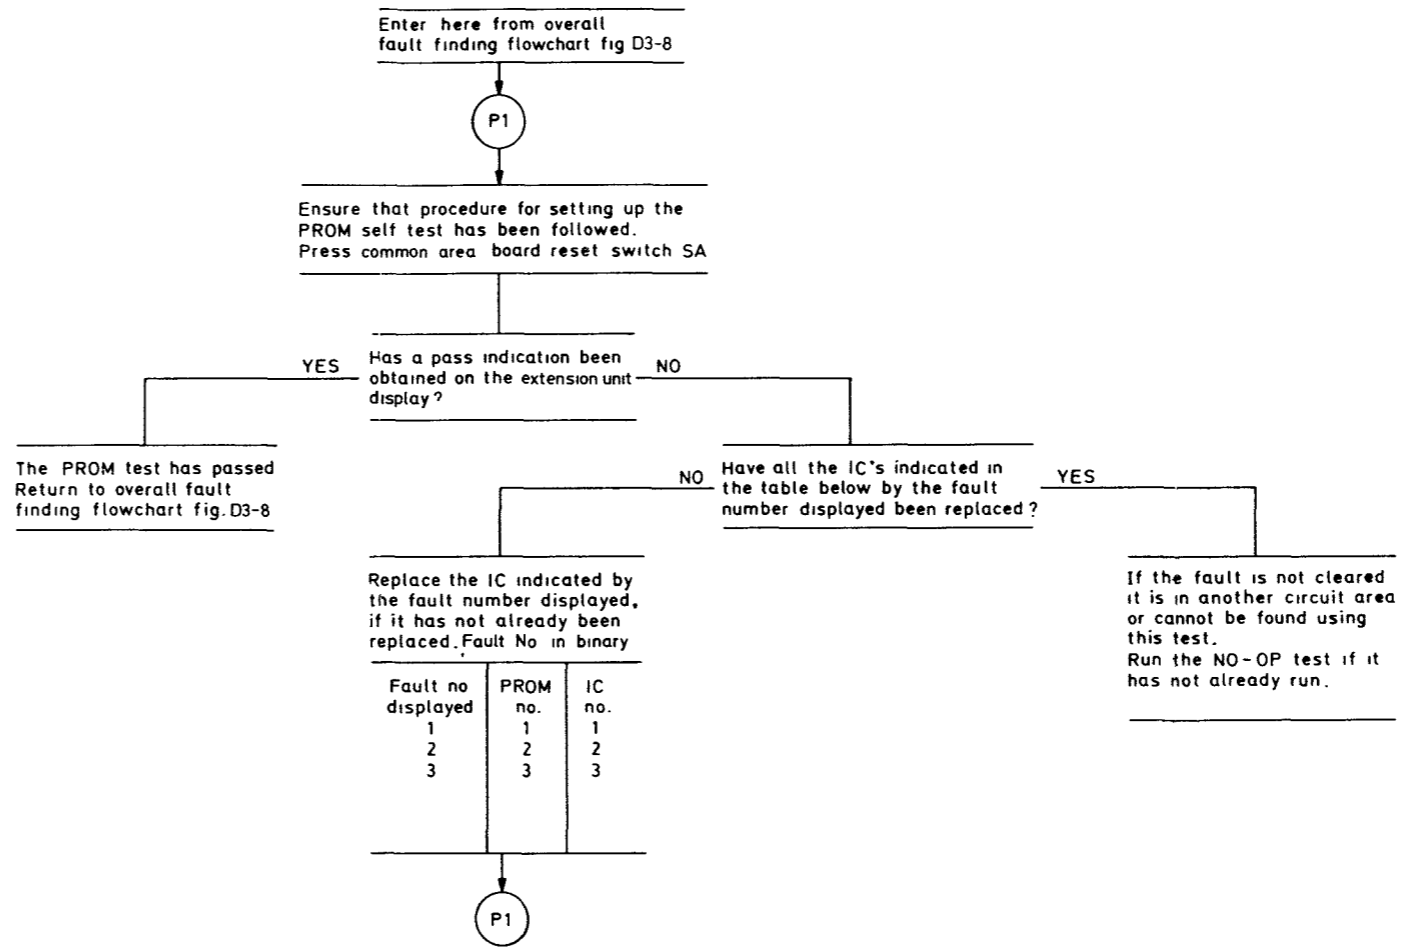 Enter here from overall
fault finding flowchart fig D3-8
P1
Ensure that procedure for setting up the
PROM self test has been followed.
Press common area board reset switch SA
YES
Has a pass indication been
obtained on the extension unit
display?
NO
The PROM test has passed
Return to overall fault
finding flowchart fig. D3-8
NO
Have all the IC's indicated in
the table below by the fault
number displayed been replaced?
YES
Replace the IC indicated by
the fault number displayed,
if it has not already been
replaced. Fault No in binary
Fault no displayed PROM no. IC no.
1 1 1
2 2 2
3 3 3
If the fault is not cleared
it is in another circuit area
or cannot be found using
this test.
Run the NO-OP test if it
has not already run.
P1